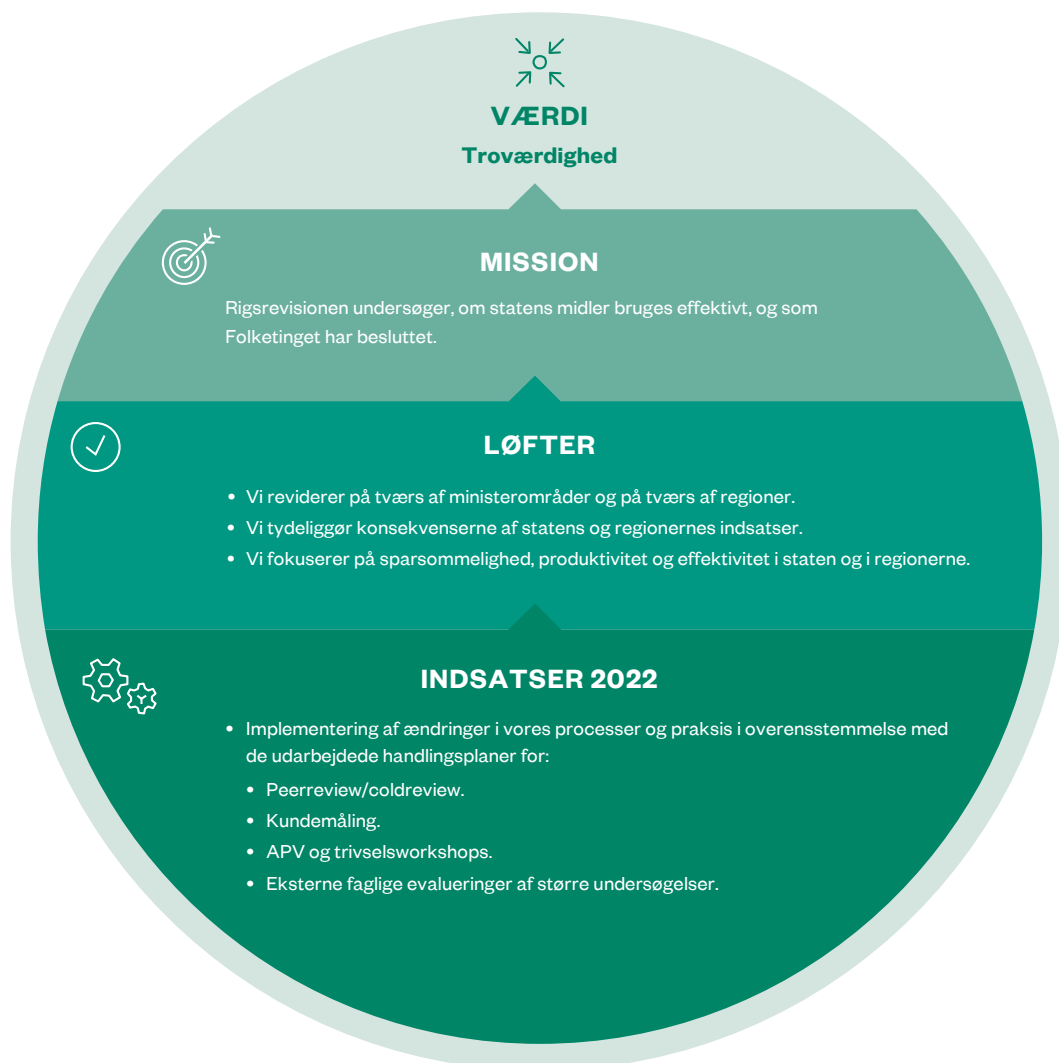 VÆRDI
Troværdighed
MISSION
Rigsrevisionen undersøger, om statens midler bruges effektivt, og som
Folketinget har besluttet.
LØFTER
• Vi reviderer på tværs af ministerområder og på tværs af regioner.
• Vi tydeliggør konsekvenserne af statens og regionernes indsatser.
• Vi fokuserer på sparsommelighed, produktivitet og effektivitet i staten og i regionerne.
INDSATSER 2022
• Implementering af ændringer i vores processer og praksis i overensstemmelse med
de udarbejdede handlingsplaner for:
• Peerreview/coldreview.
• Kundemåling.
• APV og trivselsworkshops.
• Eksterne faglige evalueringer af større undersøgelser.